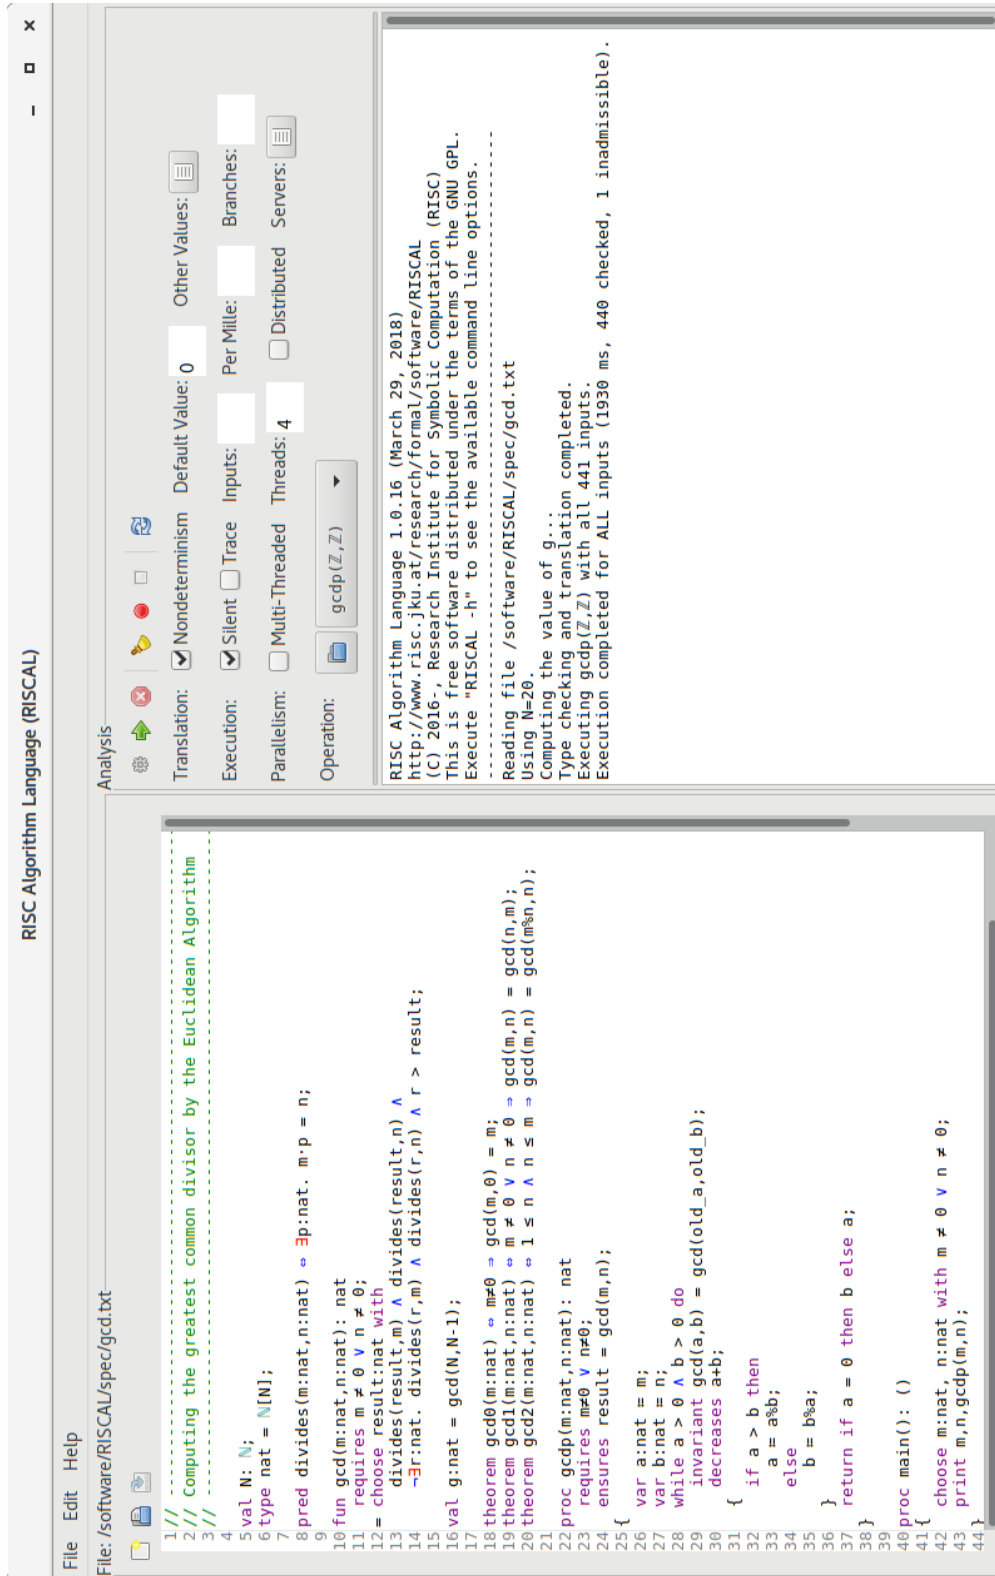 RISC Algorithm Language (RISCAL)
File Edit Help
File: /software/RISCAL/spec/gcd.txt
1 // ---------------------------------------------------------------
2 // Computing the greatest common divisor by the Euclidean Algorithm
3 // ---------------------------------------------------------------
4
5 val N: ℕ;
6 type nat = ℕ[N];
7
8 pred divides(m:nat,n:nat) ⇔ ∃p:nat. m·p = n;
9
10 fun gcd(m:nat,n:nat): nat
11 requires m ≠ 0 ∨ n ≠ 0;
12 = choose result:nat with
13 divides(result,m) ∧ divides(result,n) ∧
14 ¬∃r:nat. divides(r,m) ∧ divides(r,n) ∧ r > result;
15
16 val g:nat = gcd(N,N-1);
17
18 theorem gcd0(m:nat) ⇔ m≠0 ⇒ gcd(m,0) = m;
19 theorem gcd1(m:nat,n:nat) ⇔ m ≠ 0 ∨ n ≠ 0 ⇒ gcd(m,n) = gcd(n,m);
20 theorem gcd2(m:nat,n:nat) ⇔ 1 ≤ n ∧ n ≤ m ⇒ gcd(m,n) = gcd(m%n,n);
21
22 proc gcdp(m:nat,n:nat): nat
23 requires m≠0 ∨ n≠0;
24 ensures result = gcd(m,n);
25 {
26 var a:nat ≔ m;
27 var b:nat ≔ n;
28 while a > 0 ∧ b > 0 do
29 invariant gcd(a,b) = gcd(old_a,old_b);
30 decreases a+b;
31 {
32 if a > b then
33 a ≔ a%b;
34 else
35 b ≔ b%a;
36 }
37 return if a = 0 then b else a;
38 }
39
40 proc main(): ()
41 {
42 choose m:nat, n:nat with m ≠ 0 ∨ n ≠ 0;
43 print m,n,gcdp(m,n);
44 }
Analysis
Translation: Nondeterminism Default Value: 0 Other Values:
Execution: Silent Trace Inputs: Per Mille: Branches:
Parallelism: Multi-Threaded Threads: 4 Distributed Servers:
Operation: gcdp(ℤ,ℤ)
RISC Algorithm Language 1.0.16 (March 29, 2018)
http://www.risc.jku.at/research/formal/software/RISCAL
(C) 2016-, Research Institute for Symbolic Computation (RISC)
This is free software distributed under the terms of the GNU GPL.
Execute "RISCAL -h" to see the available command line options.
-----------------------------------------------------------------
Reading file /software/RISCAL/spec/gcd.txt
Using N=20.
Computing the value of g...
Type checking and translation completed.
Executing gcdp(ℤ,ℤ) with all 441 inputs.
Execution completed for ALL inputs (1930 ms, 440 checked, 1 inadmissible).